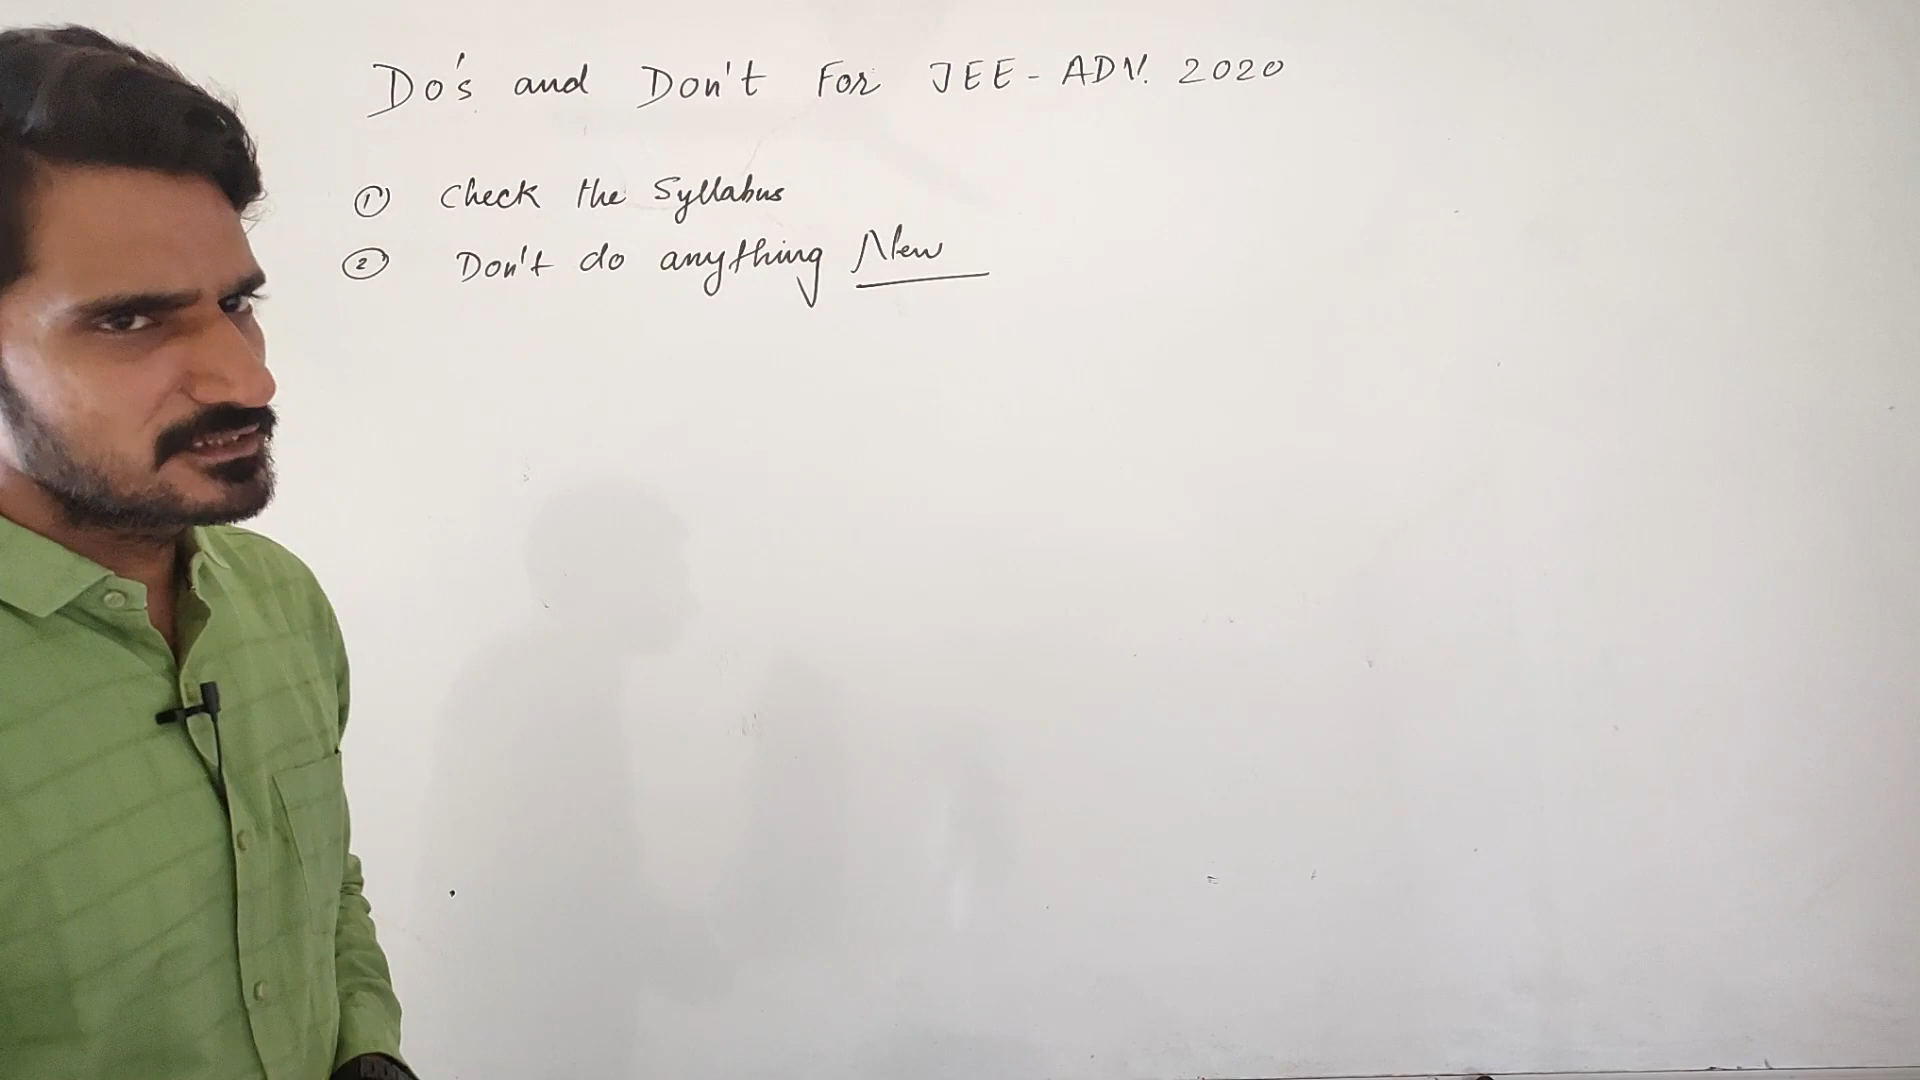 Do's and Don't For JEE-ADV. 2020
① Check the Syllabus
② Don't do anything New